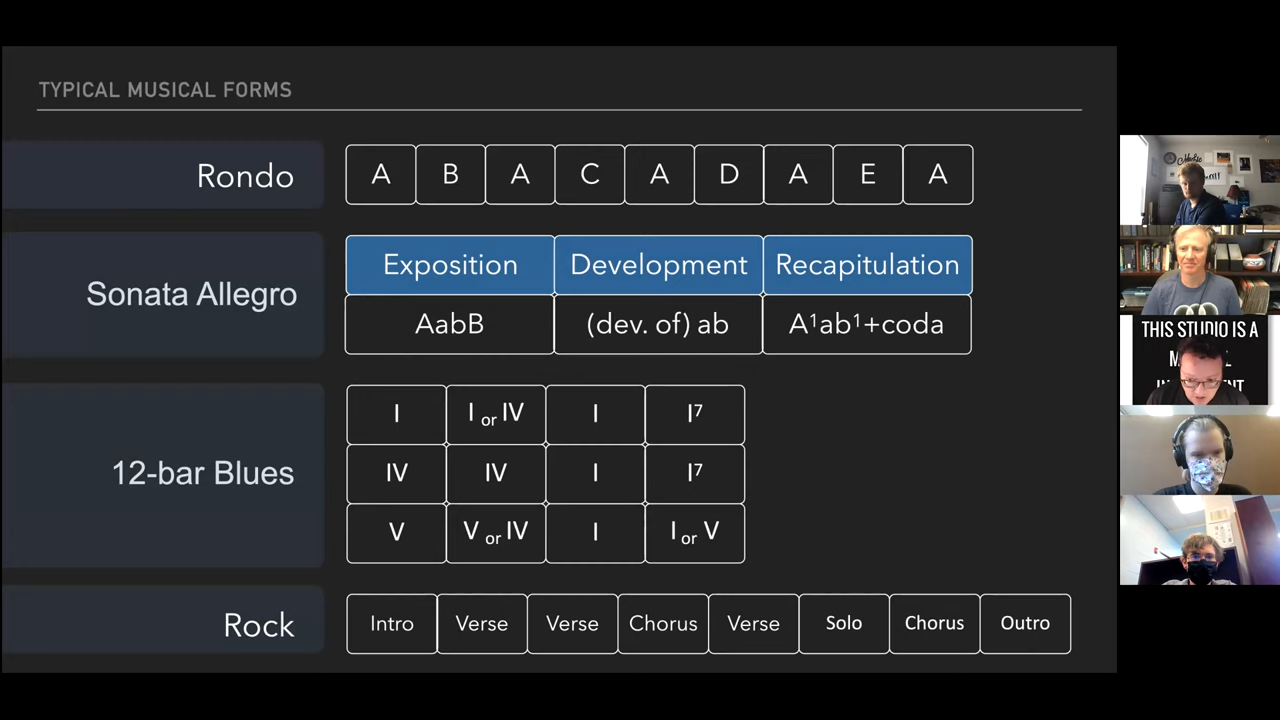 TYPICAL MUSICAL FORMS
Rondo
A B A C A D A E A
Sonata Allegro
Exposition Development Recapitulation
AabB (dev. of) ab A¹ab¹+coda
12-bar Blues
I I or IV I I⁷
IV IV I I⁷
V V or IV I I or V
Rock
Intro Verse Verse Chorus Verse Solo Chorus Outro
THIS STUDIO IS A